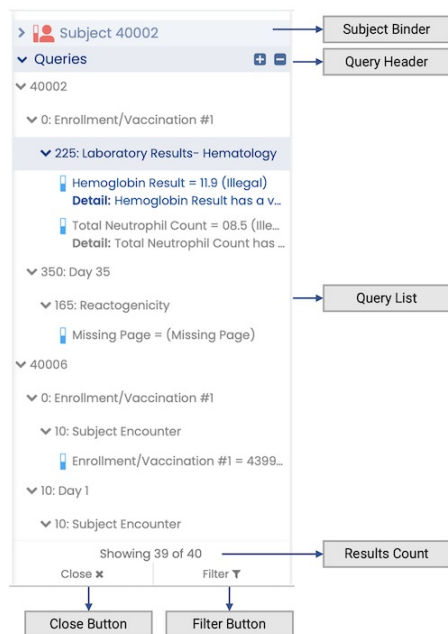 Subject 40002
Subject Binder
Queries
Query Header
40002
0: Enrollment/Vaccination #1
225: Laboratory Results- Hematology
Hemoglobin Result = 11.9 (Illegal)
Detail: Hemoglobin Result has a v...
Total Neutrophil Count = 08.5 (Ille...
Detail: Total Neutrophil Count has ...
350: Day 35
Query List
165: Reactogenicity
Missing Page = (Missing Page)
40006
0: Enrollment/Vaccination #1
10: Subject Encounter
Enrollment/Vaccination #1 = 4399...
10: Day 1
10: Subject Encounter
Showing 39 of 40
Results Count
Close Filter
Close Button
Filter Button